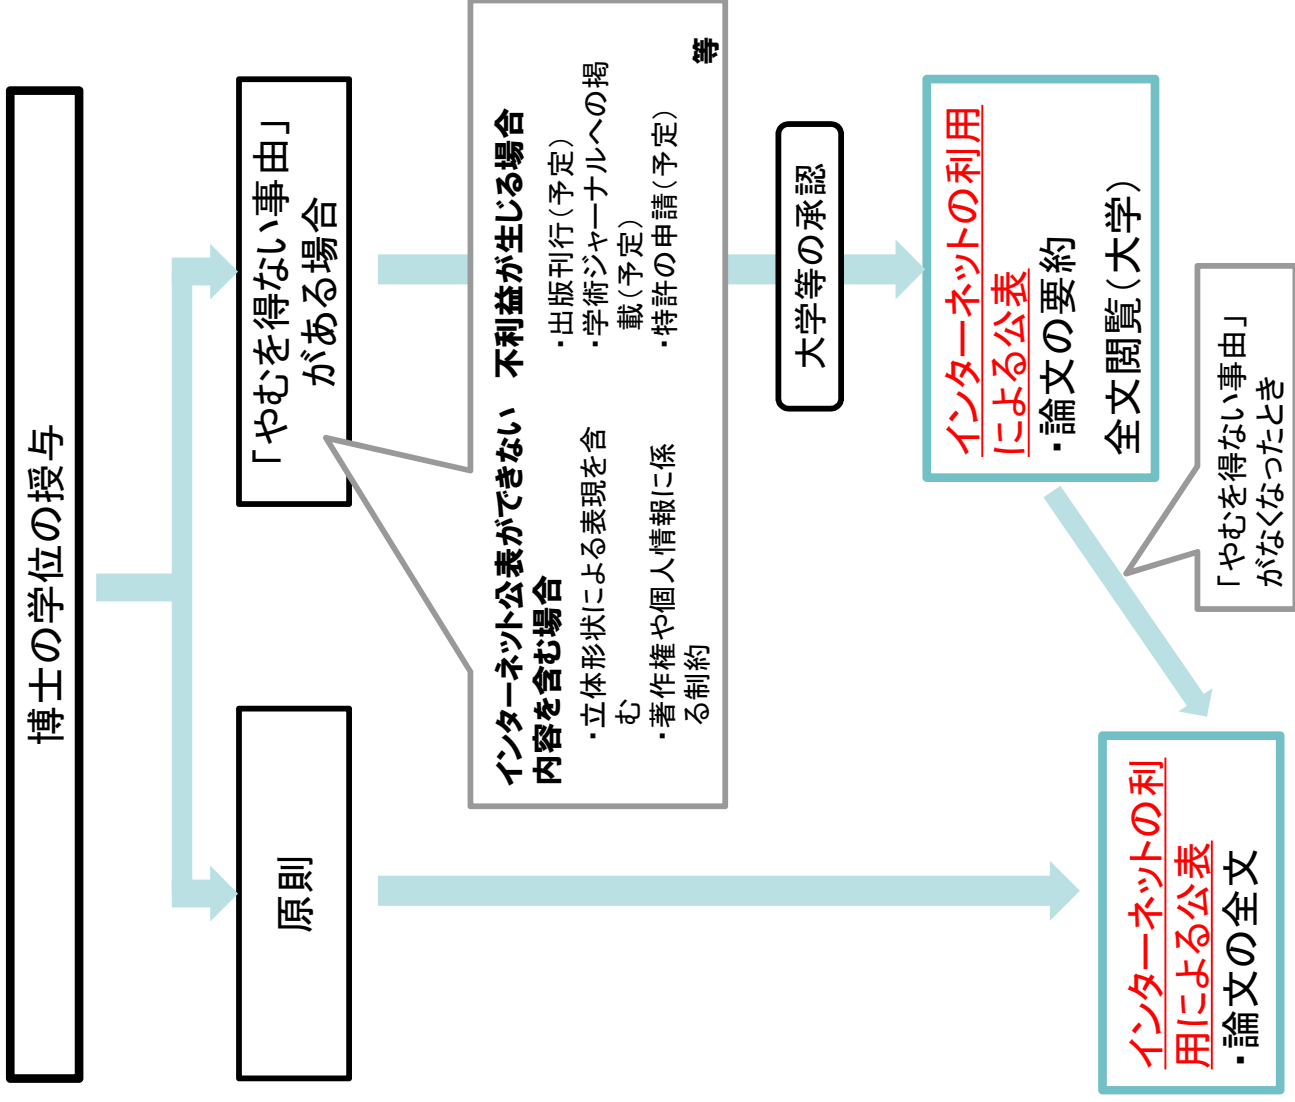 博士の学位の授与
原則
「やむを得ない事由」
がある場合
インターネット公表ができない
内容を含む場合
・立体形状による表現を含
む
・著作権や個人情報に係
る制約
不利益が生じる場合
・出版刊行(予定)
・学術ジャーナルへの掲
載(予定)
・特許の申請(予定)
等
大学等の承認
インターネットの利用
による公表
・論文の要約
全文閲覧(大学)
「やむを得ない事由」
がなくなったとき
インターネットの利
用による公表
・論文の全文